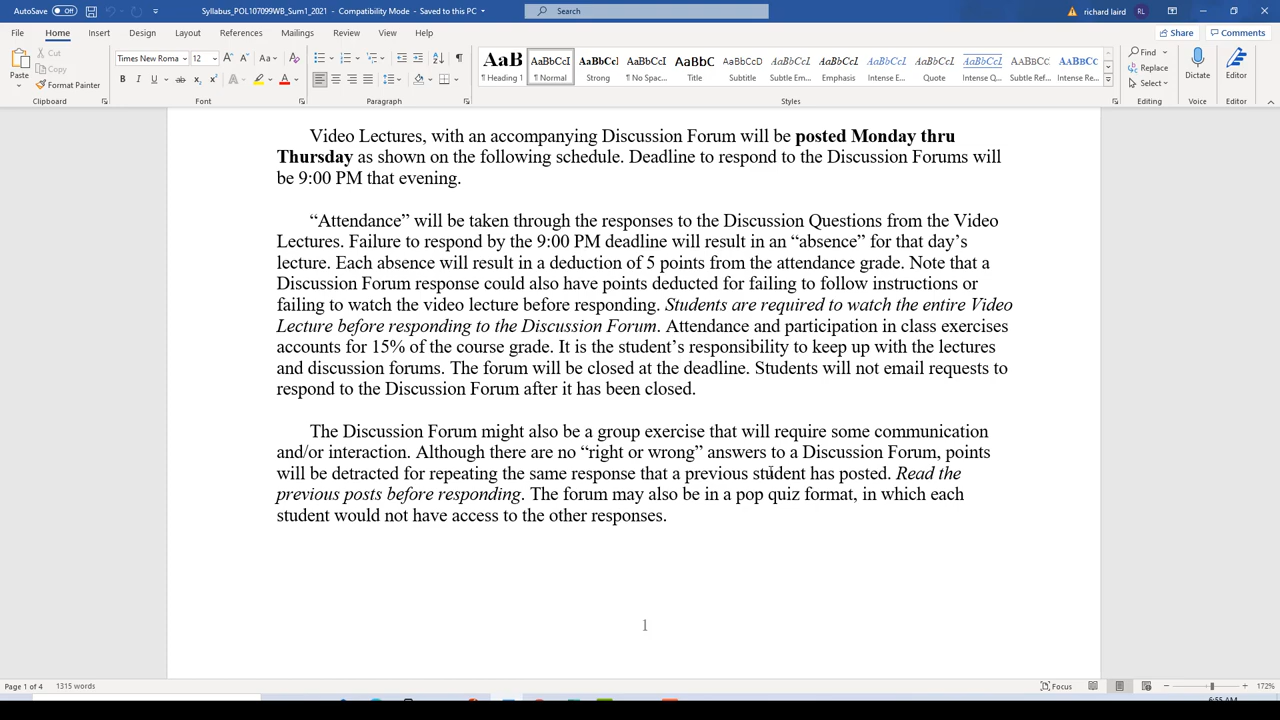 AutoSave Off Syllabus_POL107099WB_Sum1_2021 - Compatibility Mode - Saved to this PC Search richard laird RL
File Home Insert Design Layout References Mailings Review View Help Share Comments
Paste Cut Copy Format Painter Clipboard
Times New Roma 12 Font
Paragraph
AaB Heading 1 AaBbCcI Normal AaBbCc Strong AaBbCcI No Spac... AaBbC Title AaBbCcD Subtitle AaBbCcI Subtle Em... AaBbCcI Emphasis AaBbCcI Intense E... AaBbCcI Quote AaBbCcI Intense Q... AaBbCc Subtle Ref... AaBbCc Intense Re... Styles
Find Replace Select Editing
Dictate Voice
Editor Editor
Video Lectures, with an accompanying Discussion Forum will be posted Monday thru
Thursday as shown on the following schedule. Deadline to respond to the Discussion Forums will
be 9:00 PM that evening.
“Attendance” will be taken through the responses to the Discussion Questions from the Video
Lectures. Failure to respond by the 9:00 PM deadline will result in an “absence” for that day’s
lecture. Each absence will result in a deduction of 5 points from the attendance grade. Note that a
Discussion Forum response could also have points deducted for failing to follow instructions or
failing to watch the video lecture before responding. Students are required to watch the entire Video
Lecture before responding to the Discussion Forum. Attendance and participation in class exercises
accounts for 15% of the course grade. It is the student’s responsibility to keep up with the lectures
and discussion forums. The forum will be closed at the deadline. Students will not email requests to
respond to the Discussion Forum after it has been closed.
The Discussion Forum might also be a group exercise that will require some communication
and/or interaction. Although there are no “right or wrong” answers to a Discussion Forum, points
will be detracted for repeating the same response that a previous student has posted. Read the
previous posts before responding. The forum may also be in a pop quiz format, in which each
student would not have access to the other responses.
1
Page 1 of 4 1315 words Focus 172%
6:55 AM